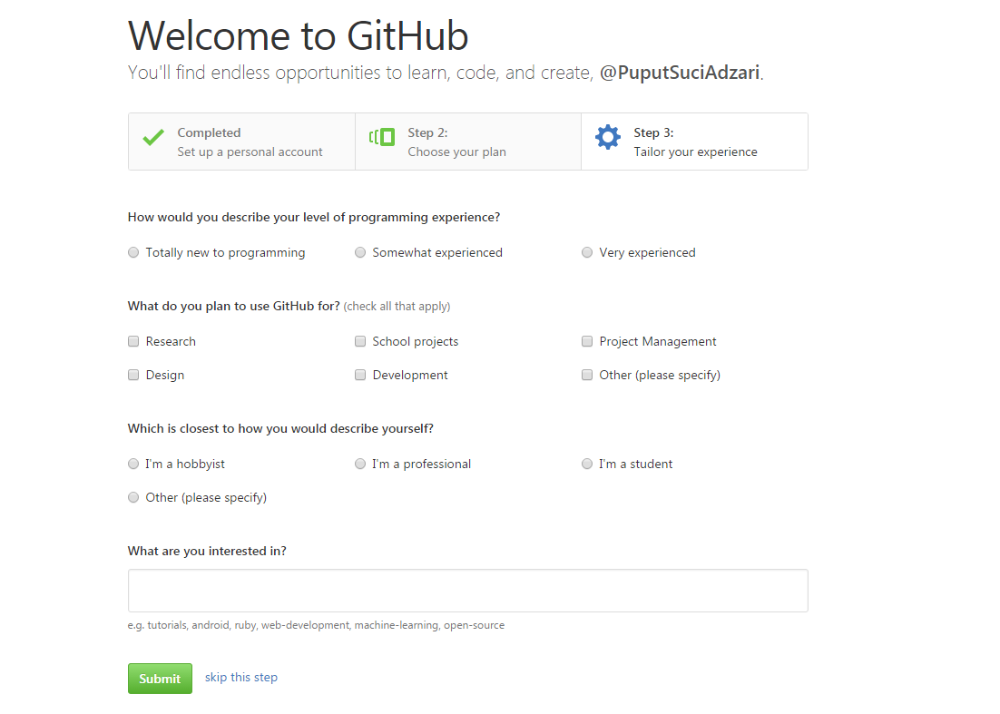 Welcome to GitHub
You'll find endless opportunities to learn, code, and create, @PuputSuciAdzari.
Completed
Set up a personal account
Step 2:
Choose your plan
Step 3:
Tailor your experience
How would you describe your level of programming experience?
Totally new to programming
Somewhat experienced
Very experienced
What do you plan to use GitHub for? (check all that apply)
Research
School projects
Project Management
Design
Development
Other (please specify)
Which is closest to how you would describe yourself?
I'm a hobbyist
I'm a professional
I'm a student
Other (please specify)
What are you interested in?
e.g. tutorials, android, ruby, web-development, machine-learning, open-source
Submit
skip this step